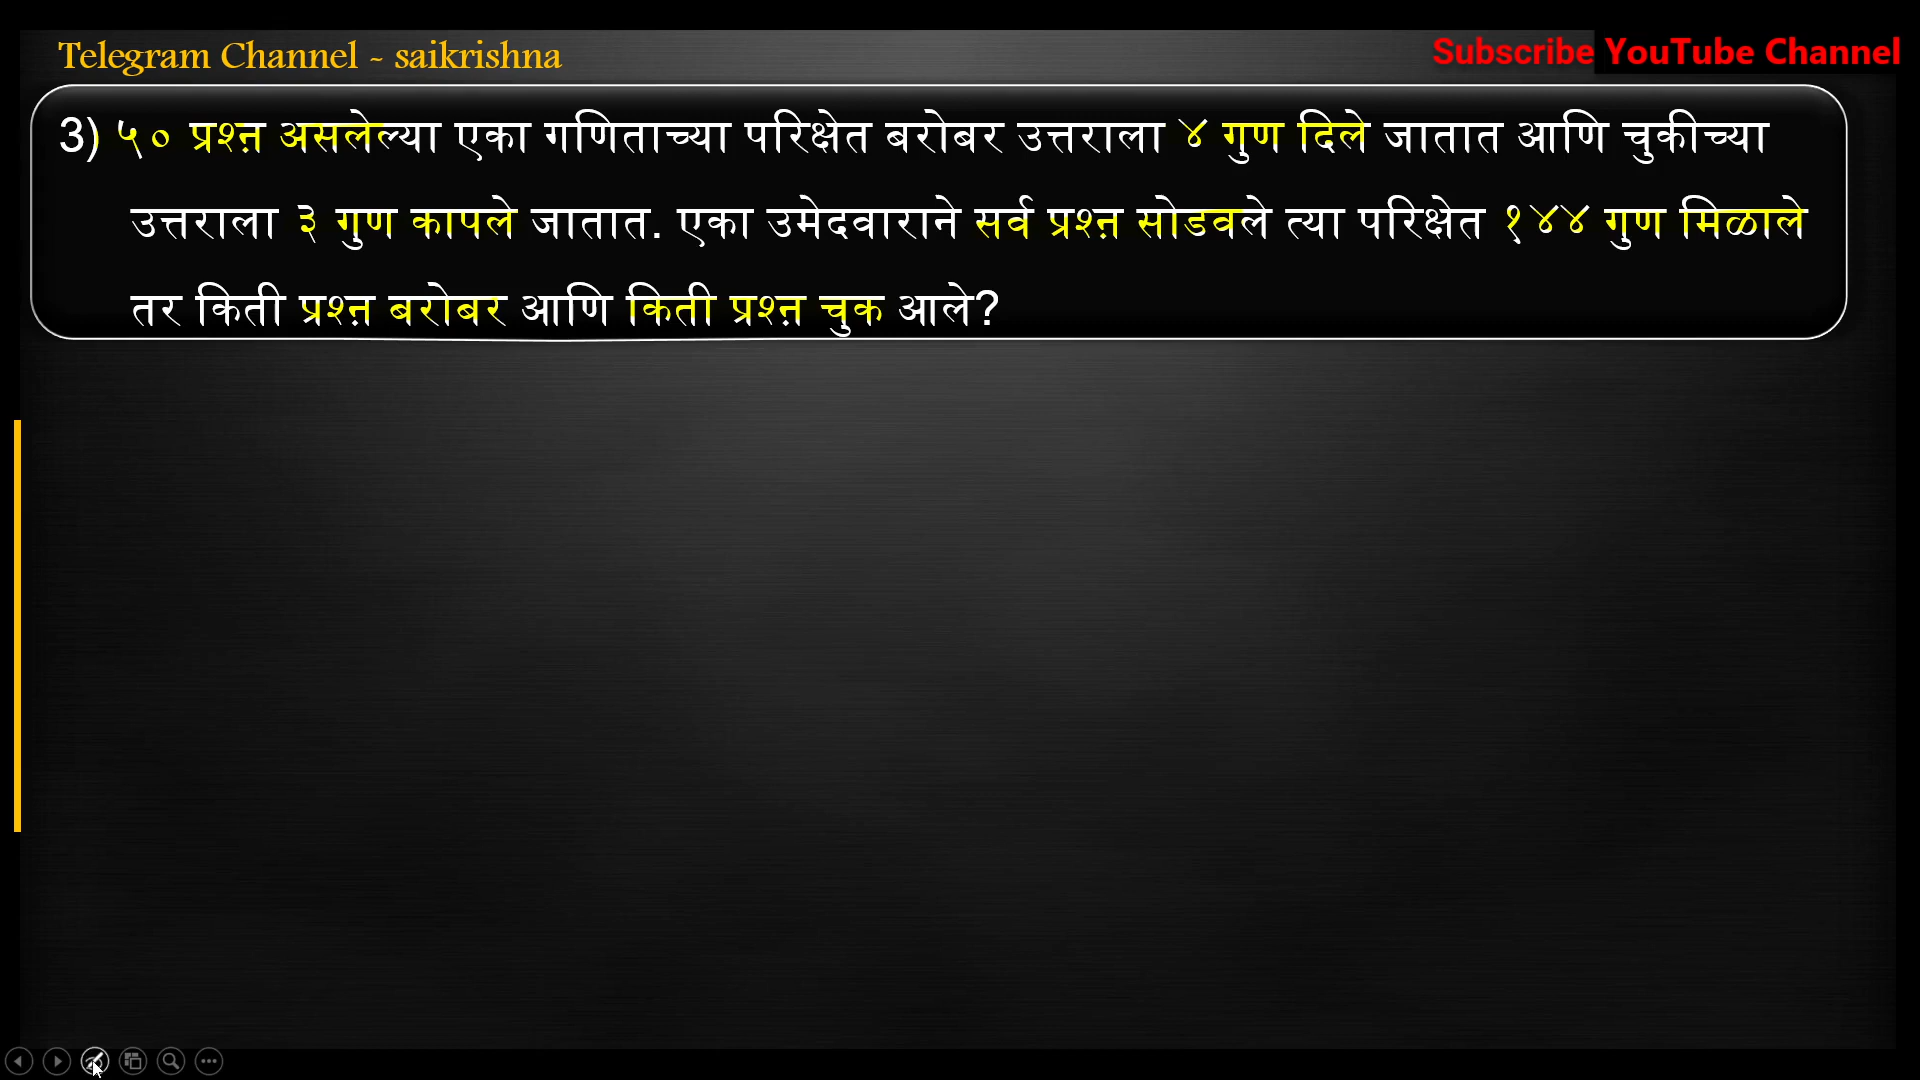 Telegram Channel - saikrishna
Subscribe YouTube Channel
3) ५० प्रश्न असलेल्या एका गणिताच्या परिक्षेत बरोबर उत्तराला ४ गुण दिले जातात आणि चुकीच्या
उत्तराला ३ गुण कापले जातात. एका उमेदवाराने सर्व प्रश्न सोडवले त्या परिक्षेत १४४ गुण मिळाले
तर किती प्रश्न बरोबर आणि किती प्रश्न चुक आले?